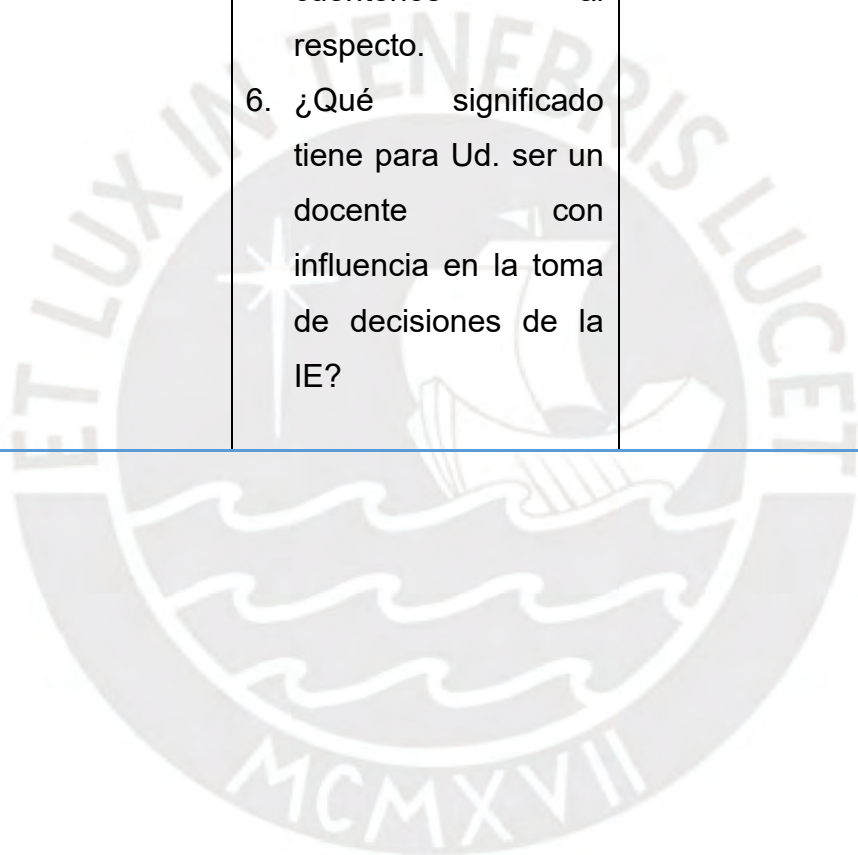 al
respecto.
6. ¿Qué significado
tiene para Ud. ser un
docente con
influencia en la toma
de decisiones de la
IE?
ET LUX IN TENEBRIS LUCET
MCMXVII